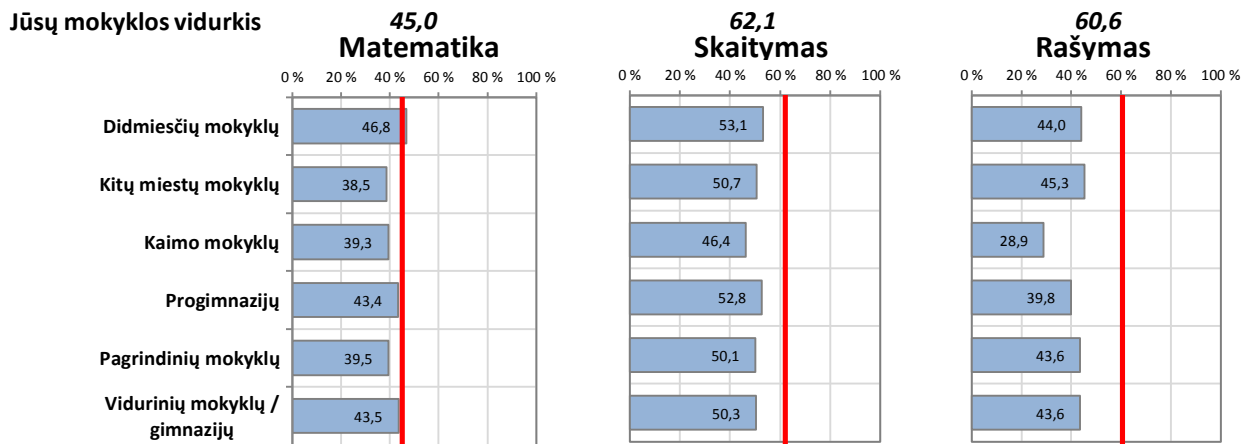 Jūsų mokyklos vidurkis 45,0 62,1 60,6
Matematika Skaitymas Rašymas
0 % 20 % 40 % 60 % 80 % 100 % 0 % 20 % 40 % 60 % 80 % 100 % 0 % 20 % 40 % 60 % 80 % 100 %
Didmiesčių mokyklų 46,8 53,1 44,0
Kitų miestų mokyklų 38,5 50,7 45,3
Kaimo mokyklų 39,3 46,4 28,9
Progimnazijų 43,4 52,8 39,8
Pagrindinių mokyklų 39,5 50,1 43,6
Vidurinių mokyklų /
gimnazijų 43,5 50,3 43,6